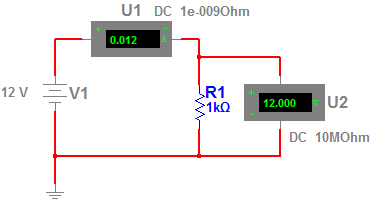 U1 DC 1e-009Ohm
+ 0.012 - A
12 V V1
R1
1kΩ
+ 12.000 V -
U2
DC 10MOhm